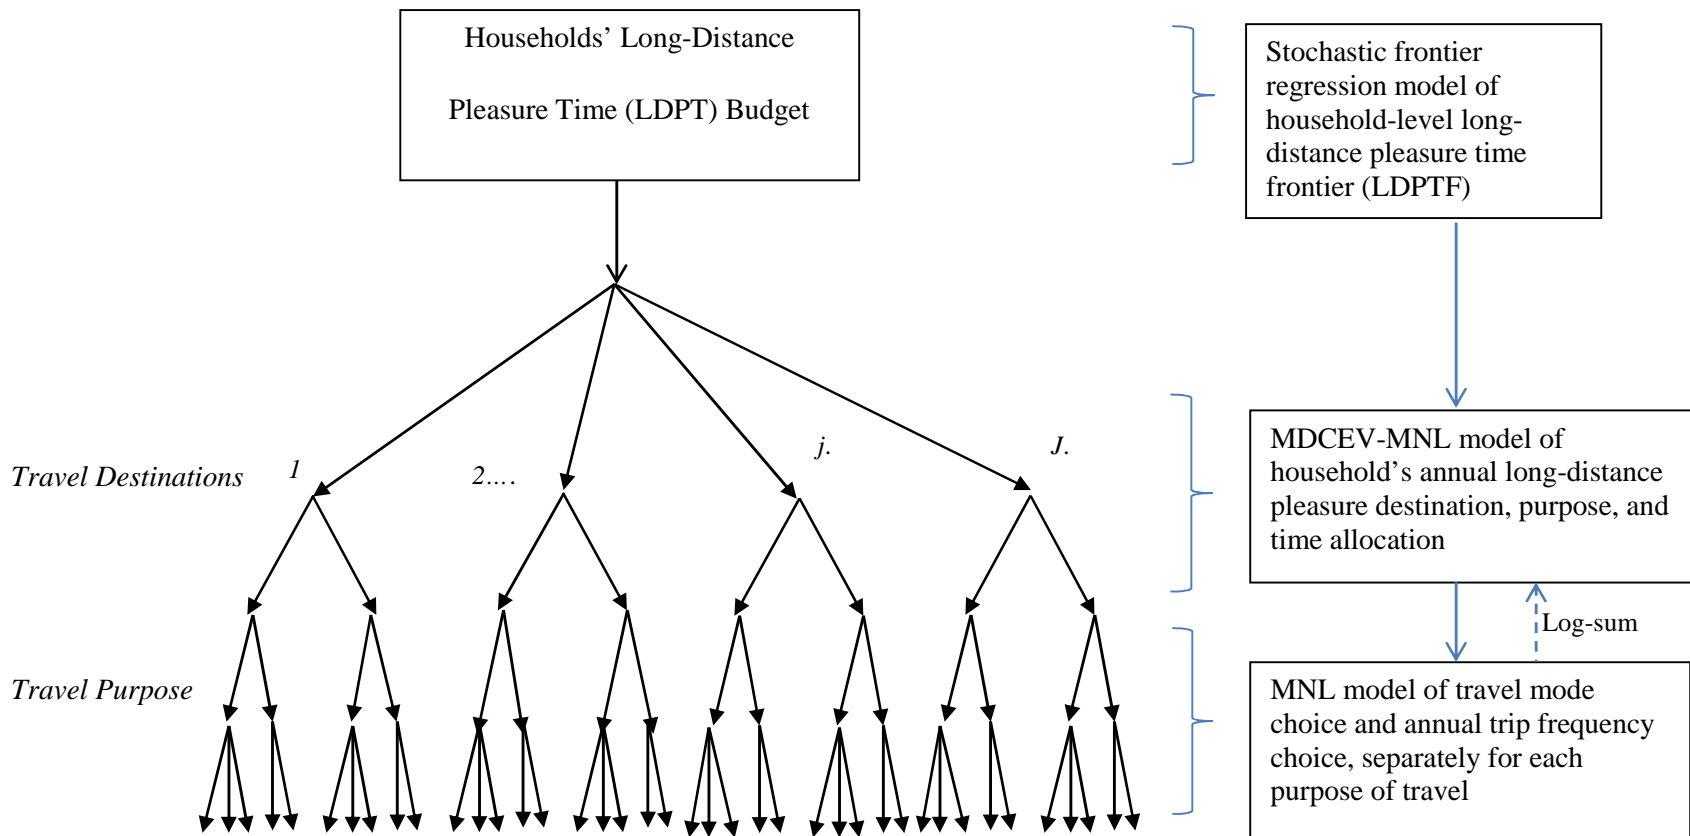 Households’ Long-Distance
Pleasure Time (LDPT) Budget
Stochastic frontier
regression model of
household-level long-
distance pleasure time
frontier (LDPTF)
Travel Destinations
1
2….
j.
J.
MDCEV-MNL model of
household’s annual long-distance
pleasure destination, purpose, and
time allocation
Log-sum
Travel Purpose
MNL model of travel mode
choice and annual trip frequency
choice, separately for each
purpose of travel